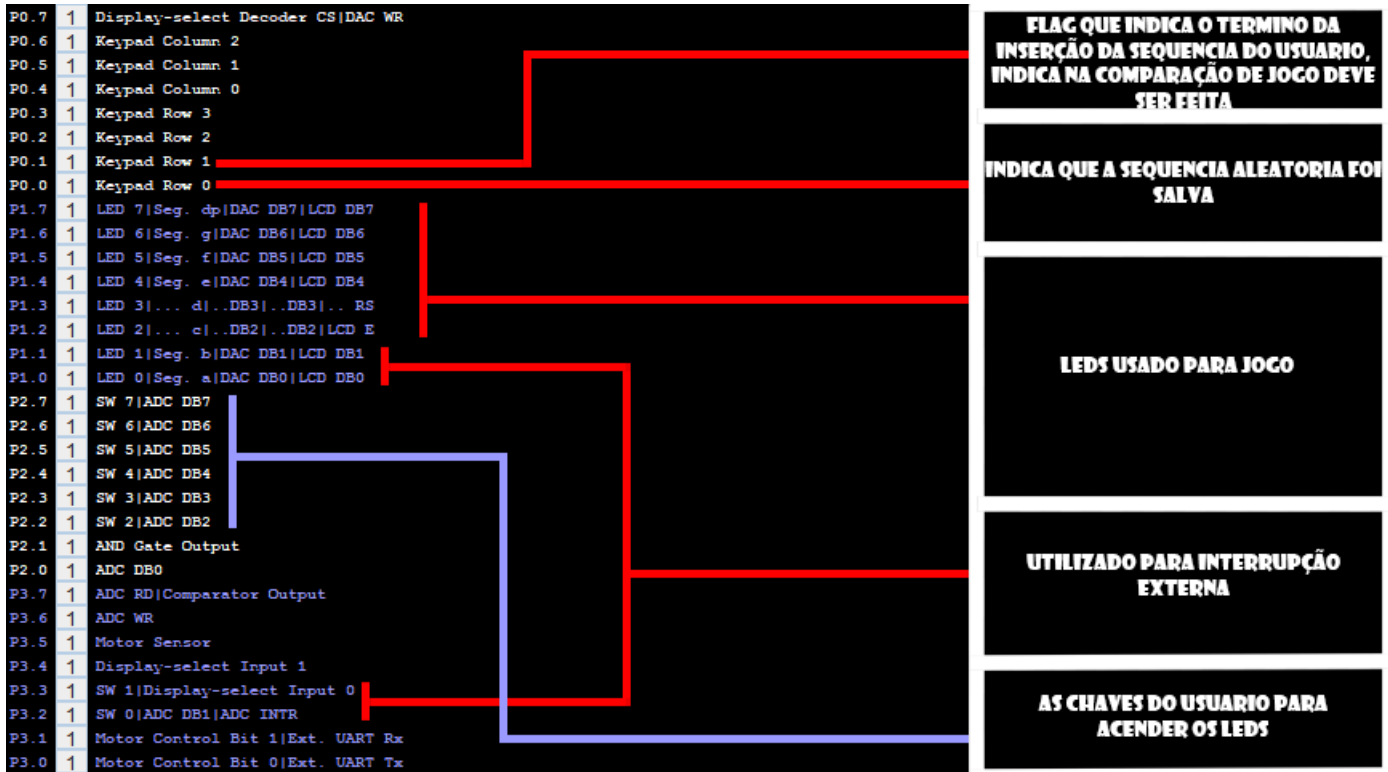 P0.7 1 Display-select Decoder CS|DAC WR
P0.6 1 Keypad Column 2
P0.5 1 Keypad Column 1
P0.4 1 Keypad Column 0
P0.3 1 Keypad Row 3
P0.2 1 Keypad Row 2
P0.1 1 Keypad Row 1
P0.0 1 Keypad Row 0
P1.7 1 LED 7|Seg. dp|DAC DB7|LCD DB7
P1.6 1 LED 6|Seg. g|DAC DB6|LCD DB6
P1.5 1 LED 5|Seg. f|DAC DB5|LCD DB5
P1.4 1 LED 4|Seg. e|DAC DB4|LCD DB4
P1.3 1 LED 3|... d|..DB3|..DB3|.. RS
P1.2 1 LED 2|... c|..DB2|..DB2|LCD E
P1.1 1 LED 1|Seg. b|DAC DB1|LCD DB1
P1.0 1 LED 0|Seg. a|DAC DB0|LCD DB0
P2.7 1 SW 7|ADC DB7
P2.6 1 SW 6|ADC DB6
P2.5 1 SW 5|ADC DB5
P2.4 1 SW 4|ADC DB4
P2.3 1 SW 3|ADC DB3
P2.2 1 SW 2|ADC DB2
P2.1 1 AND Gate Output
P2.0 1 ADC DB0
P3.7 1 ADC RD|Comparator Output
P3.6 1 ADC WR
P3.5 1 Motor Sensor
P3.4 1 Display-select Input 1
P3.3 1 SW 1|Display-select Input 0
P3.2 1 SW 0|ADC DB1|ADC INTR
P3.1 1 Motor Control Bit 1|Ext. UART Rx
P3.0 1 Motor Control Bit 0|Ext. UART Tx
FLAG QUE INDICA O TERMINO DA
INSERÇÃO DA SEQUENCIA DO USUARIO,
INDICA NA COMPARAÇÃO DE JOGO DEVE
SER FEITA
INDICA QUE A SEQUENCIA ALEATORIA FOI
SALVA
LEDS USADO PARA JOGO
UTILIZADO PARA INTERRUPÇÃO
EXTERNA
AS CHAVES DO USUARIO PARA
ACENDER OS LEDS